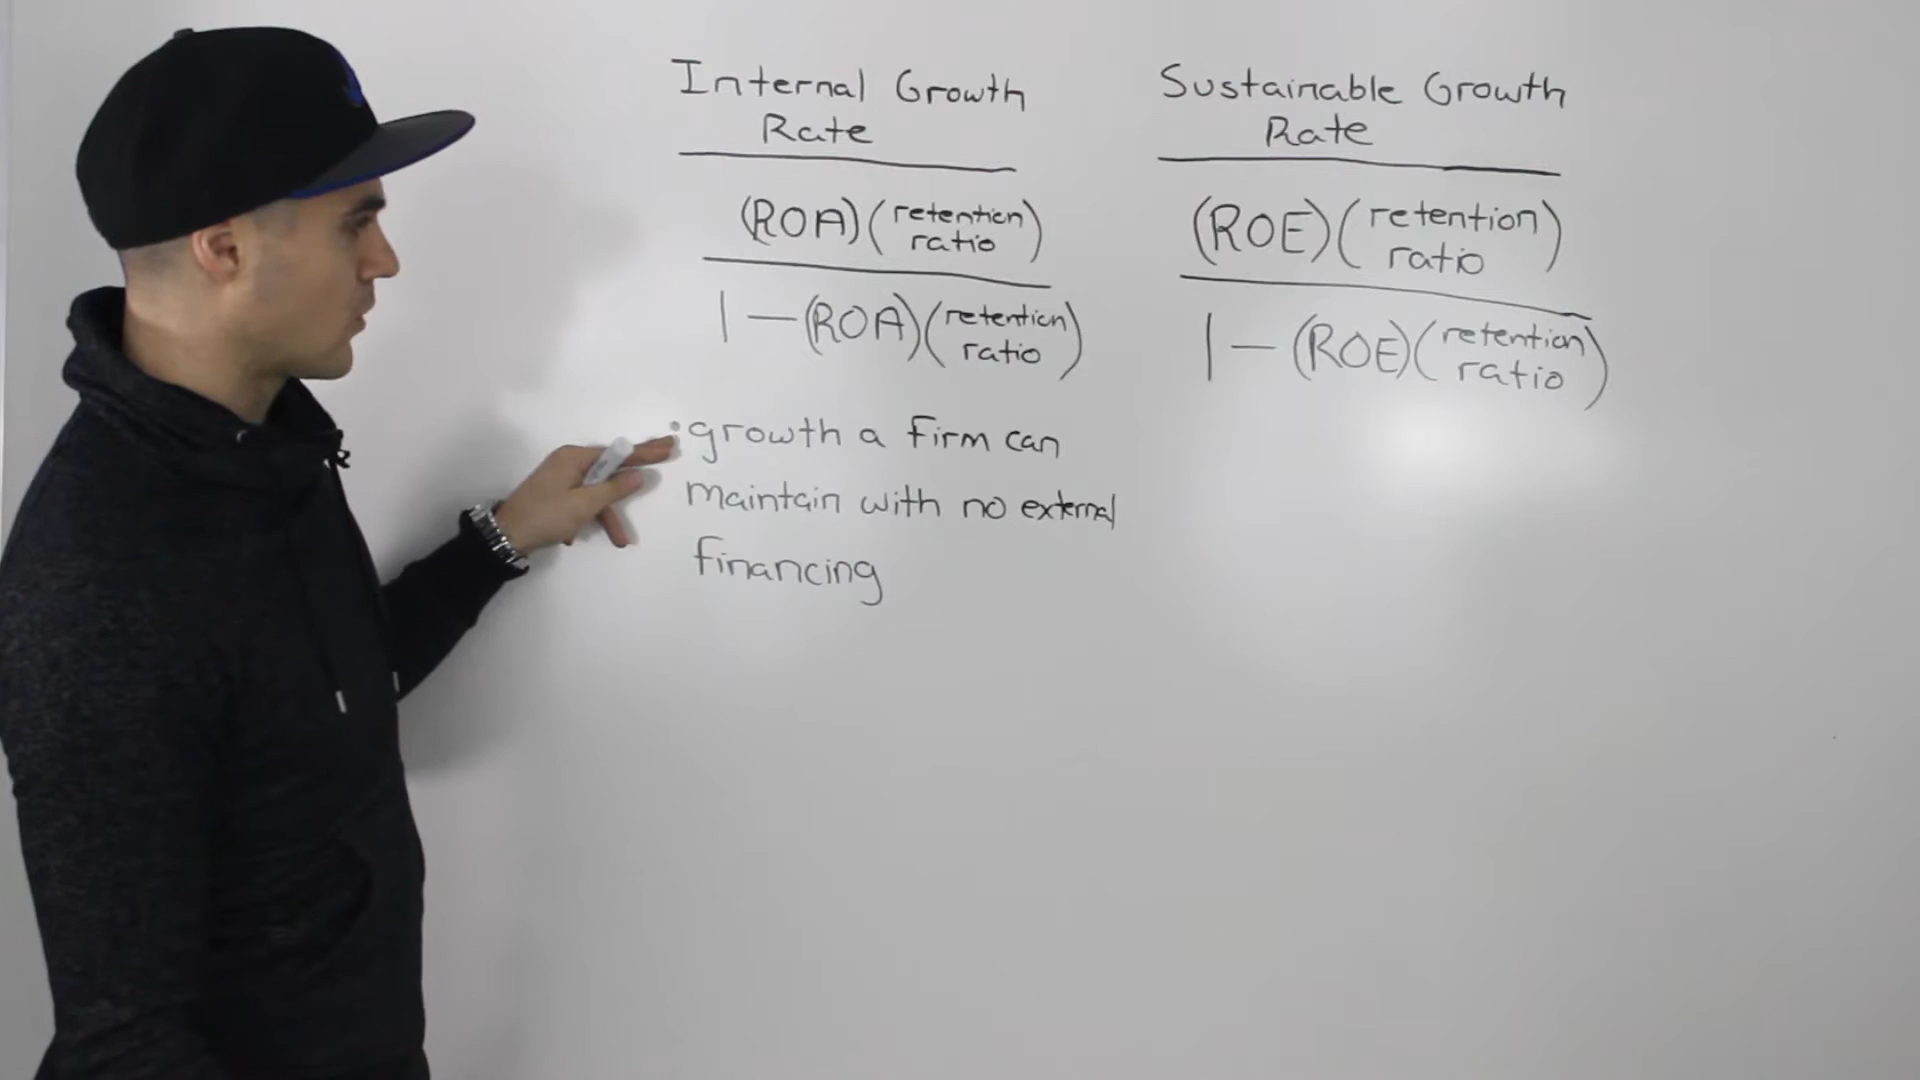 Internal Growth
Rate
(ROA)(retention ratio)
1 — (ROA)(retention ratio)
• growth a firm can
maintain with no external
financing
Sustainable Growth
Rate
(ROE)(retention ratio)
1 — (ROE)(retention ratio)